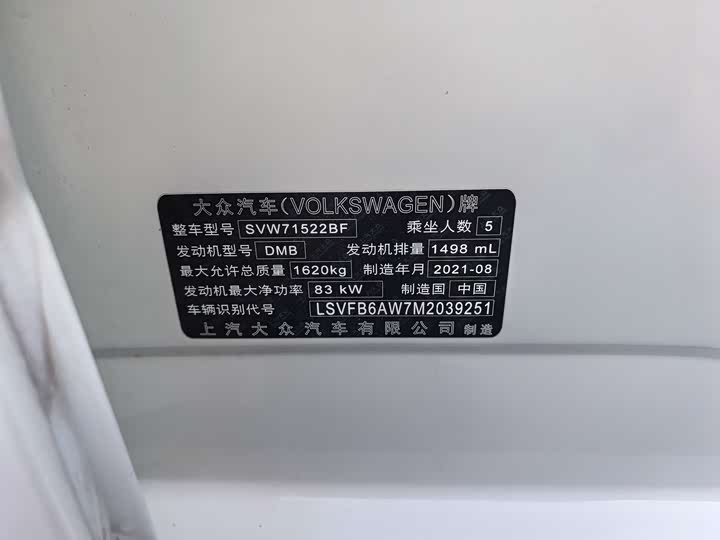 大众汽车(VOLKSWAGEN)牌
整车型号 SVW71522BF 乘坐人数 5
发动机型号 DMB 发动机排量 1498 mL
最大允许总质量 1620kg 制造年月 2021-08
发动机最大净功率 83 kW 制造国 中国
车辆识别代号 LSVFB6AW7M2039251
上汽大众汽车有限公司 制造